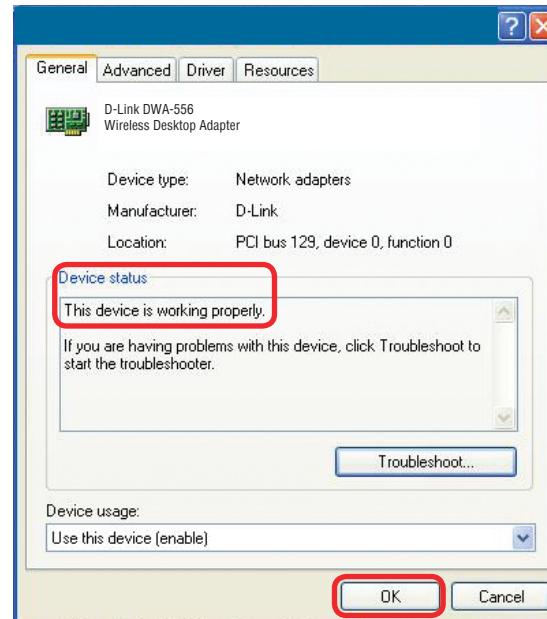 ?
General Advanced Driver Resources
D-Link DWA-556
Wireless Desktop Adapter
Device type: Network adapters
Manufacturer: D-Link
Location: PCI bus 129, device 0, function 0
Device status
This device is working properly.
If you are having problems with this device, click Troubleshoot to
start the troubleshooter.
Troubleshoot...
Device usage:
Use this device (enable)
OK Cancel